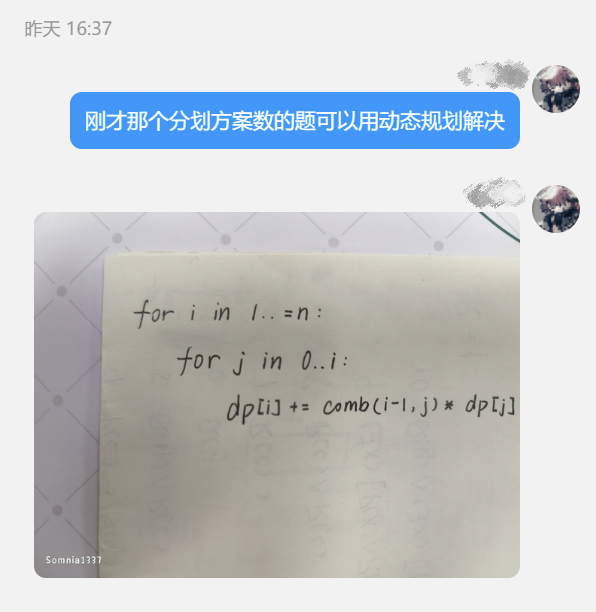 昨天 16:37
刚才那个分划方案数的题可以用动态规划解决
for i in 1..=n:
for j in 0..i:
dp[i] += comb(i-1,j)* dp[j]
Somnia1337